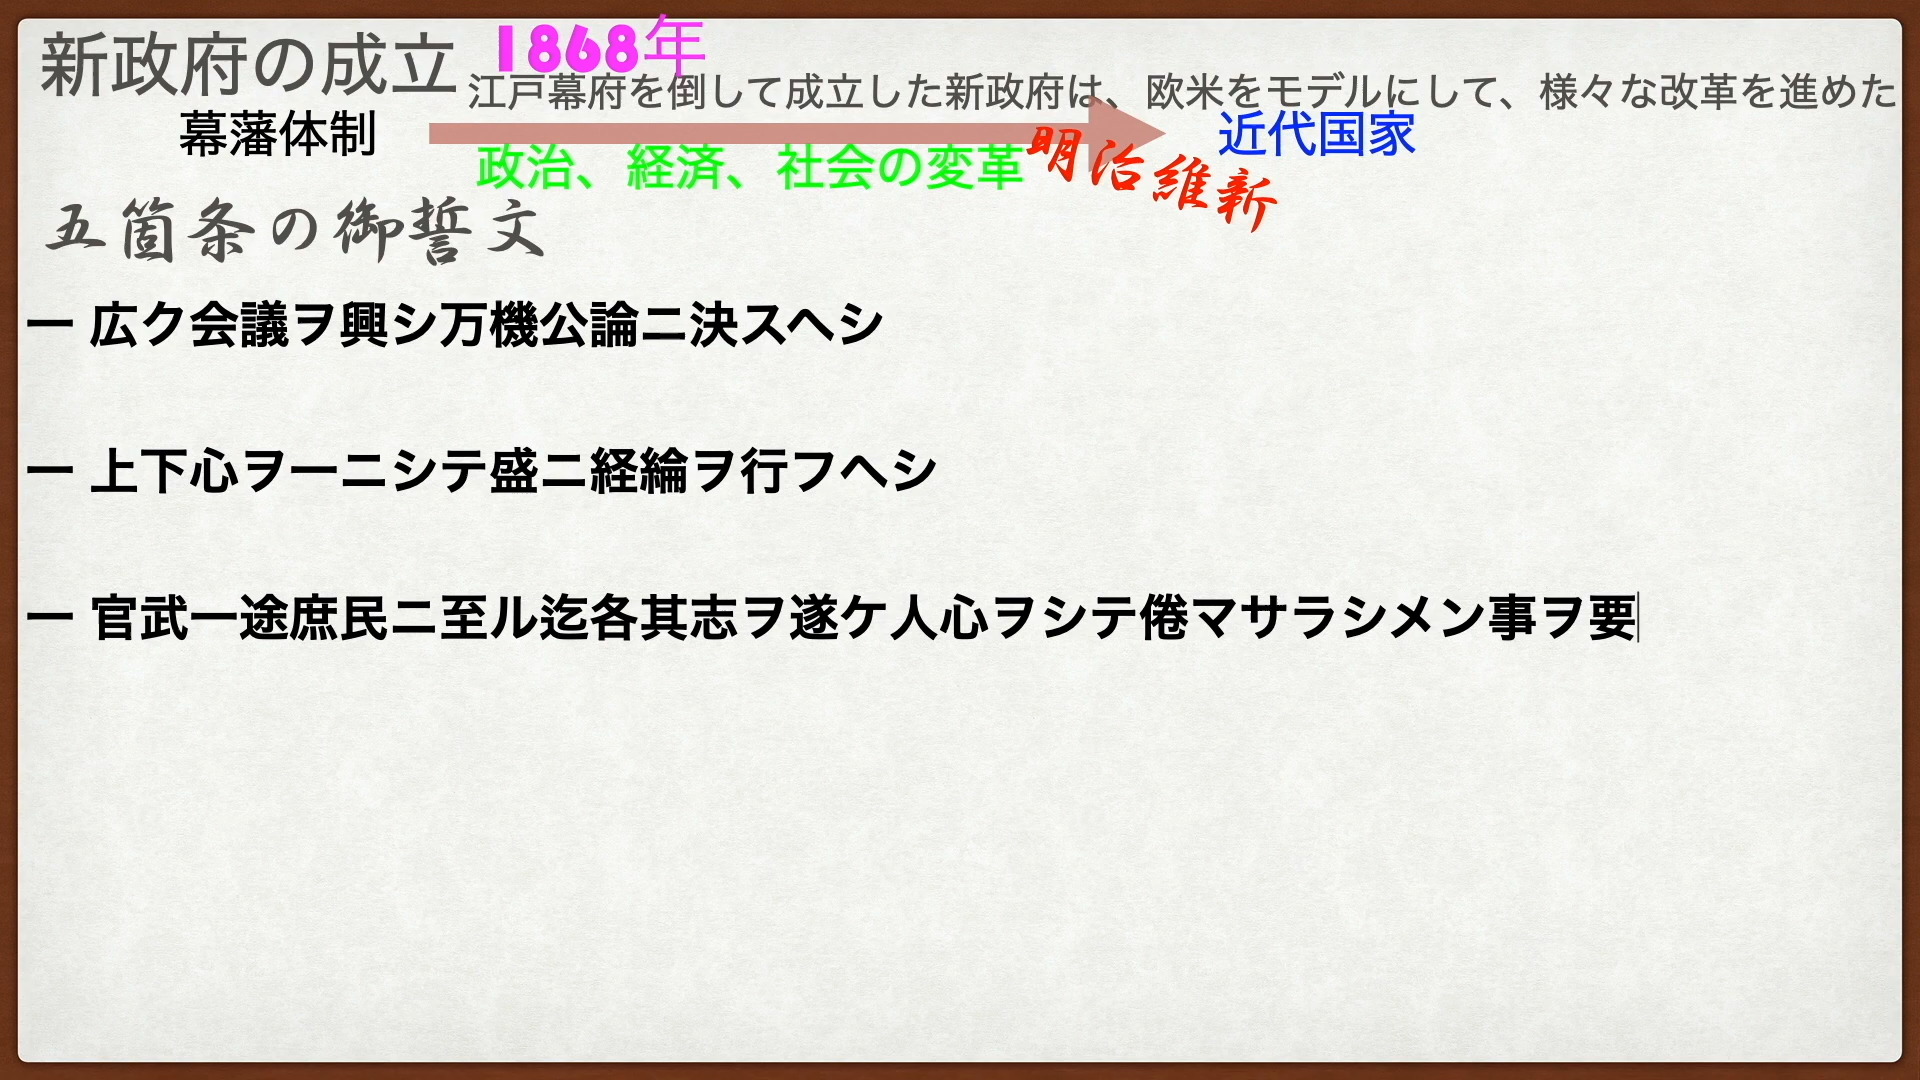 新政府の成立
1868年
江戸幕府を倒して成立した新政府は、欧米をモデルにして、様々な改革を進めた
幕藩体制
近代国家
政治、経済、社会の変革
明治維新
五箇条の御誓文
一 広ク会議ヲ興シ万機公論ニ決スヘシ
一 上下心ヲ一ニシテ盛ニ経綸ヲ行フヘシ
一 官武一途庶民ニ至ル迄各其志ヲ遂ケ人心ヲシテ倦マサラシメン事ヲ要